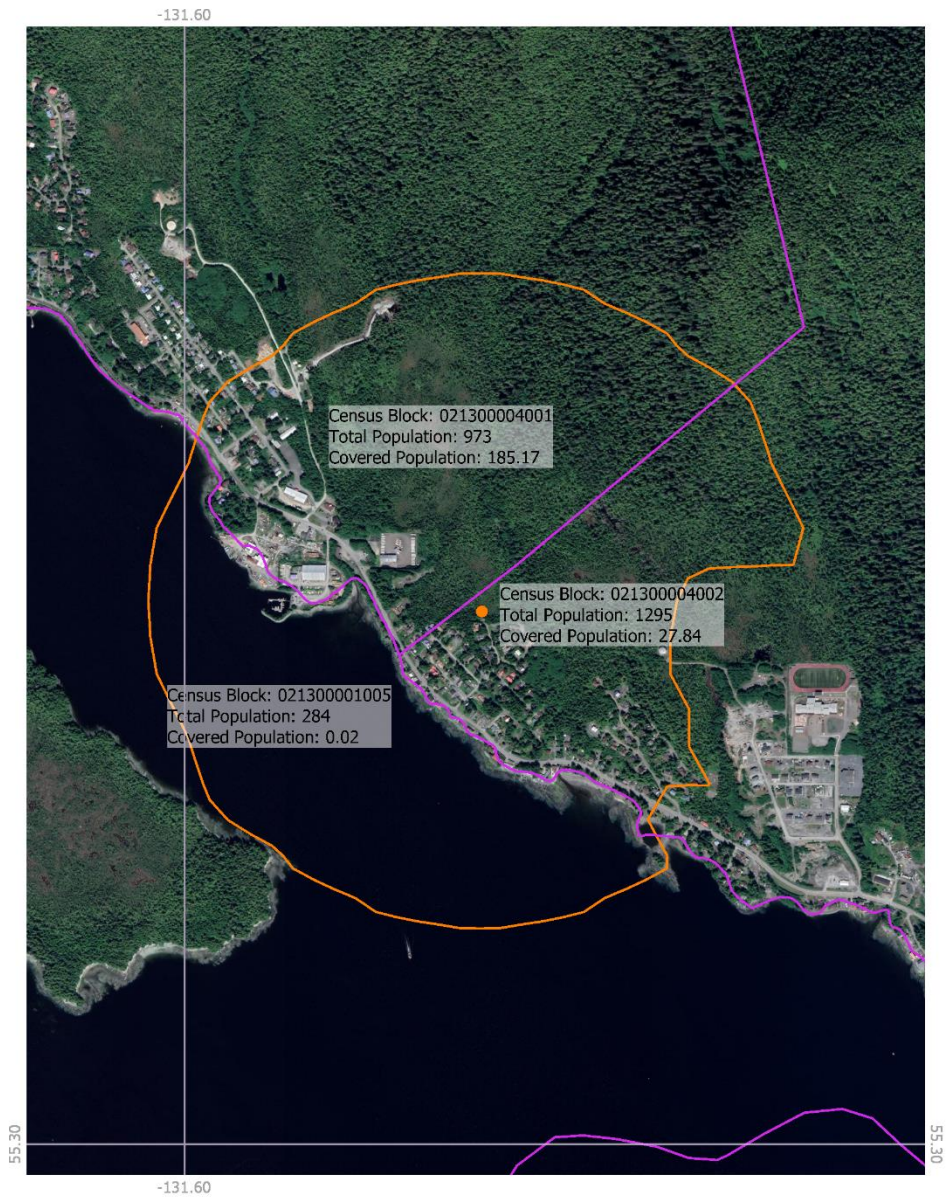 -131.60
Census Block: 021300004001
Total Population: 973
Covered Population: 185.17
Census Block: 021300004002
Total Population: 1295
Covered Population: 27.84
Census Block: 021300001005
Total Population: 284
Covered Population: 0.02
55.30
55.30
-131.60